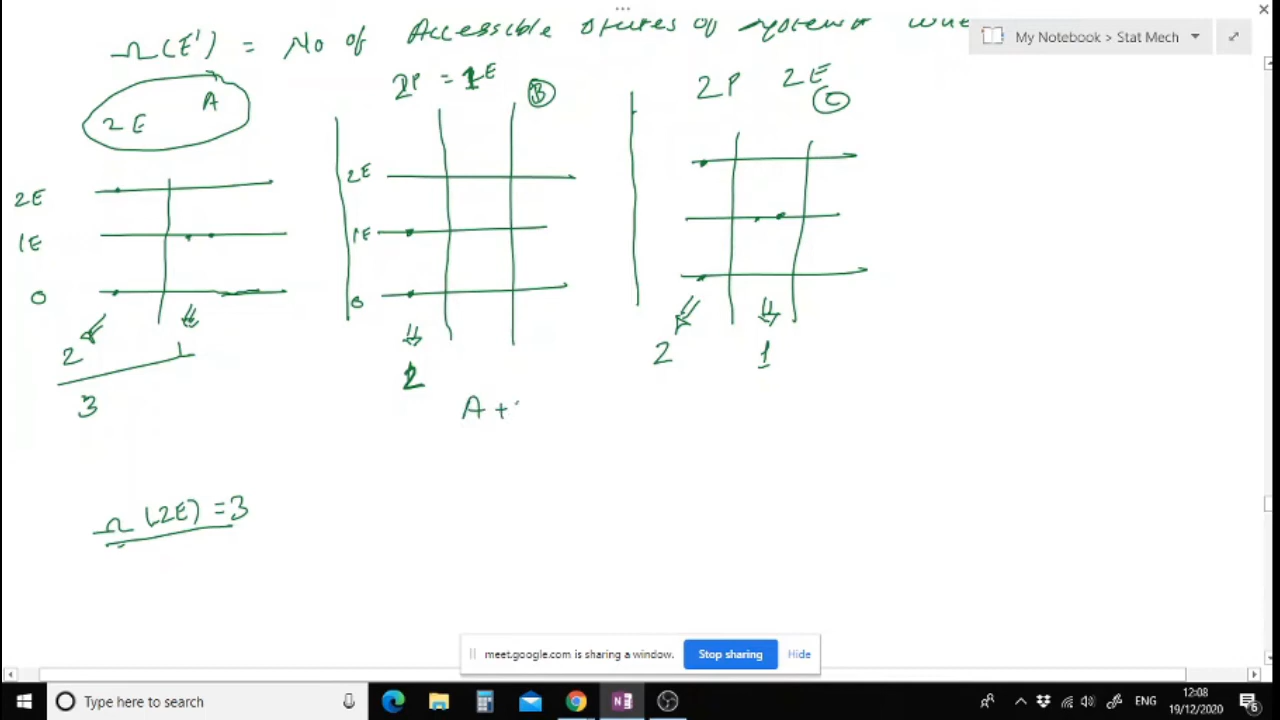 Ω(E') = No of Accessible States of System
A
2E
2P = 1E
B
2P 2E
C
2E
1E
0
2E
1E
0
2 1
3
2
2 1
A +
Ω (2E) = 3
My Notebook > Stat Mech
meet.google.com is sharing a window.
Stop sharing
Hide
Type here to search
ENG
12:08
19/12/2020
6